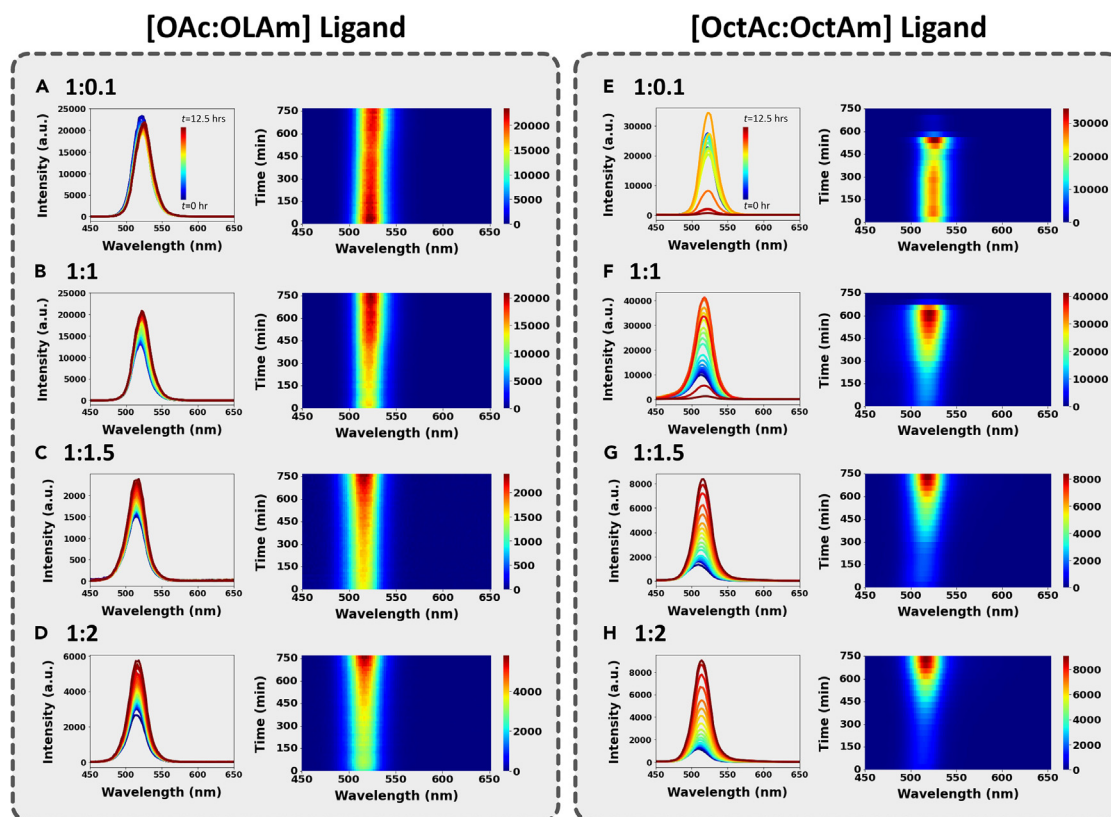 [OAc:OLAm] Ligand
A 1:0.1
25000
20000
15000
10000
5000
0
Intensity (a.u.)
t=12.5 hrs
t=0 hr
450 500 550 600 650
Wavelength (nm)
750
600
450
300
150
0
Time (min)
450 500 550 600 650
Wavelength (nm)
20000
15000
10000
5000
0
B 1:1
25000
20000
15000
10000
5000
0
Intensity (a.u.)
450 500 550 600 650
Wavelength (nm)
750
600
450
300
150
0
Time (min)
450 500 550 600 650
Wavelength (nm)
20000
15000
10000
5000
0
C 1:1.5
2000
1500
1000
500
0
Intensity (a.u.)
450 500 550 600 650
Wavelength (nm)
750
600
450
300
150
0
Time (min)
450 500 550 600 650
Wavelength (nm)
2000
1500
1000
500
0
D 1:2
6000
4000
2000
0
Intensity (a.u.)
450 500 550 600 650
Wavelength (nm)
750
600
450
300
150
0
Time (min)
450 500 550 600 650
Wavelength (nm)
4000
2000
0
[OctAc:OctAm] Ligand
E 1:0.1
30000
20000
10000
0
Intensity (a.u.)
t=12.5 hrs
t=0 hr
450 500 550 600 650
Wavelength (nm)
750
600
450
300
150
0
Time (min)
450 500 550 600 650
Wavelength (nm)
30000
20000
10000
0
F 1:1
40000
30000
20000
10000
0
Intensity (a.u.)
450 500 550 600 650
Wavelength (nm)
750
600
450
300
150
0
Time (min)
450 500 550 600 650
Wavelength (nm)
40000
30000
20000
10000
0
G 1:1.5
8000
6000
4000
2000
0
Intensity (a.u.)
450 500 550 600 650
Wavelength (nm)
750
600
450
300
150
0
Time (min)
450 500 550 600 650
Wavelength (nm)
8000
6000
4000
2000
0
H 1:2
8000
6000
4000
2000
0
Intensity (a.u.)
450 500 550 600 650
Wavelength (nm)
750
600
450
300
150
0
Time (min)
450 500 550 600 650
Wavelength (nm)
8000
6000
4000
2000
0